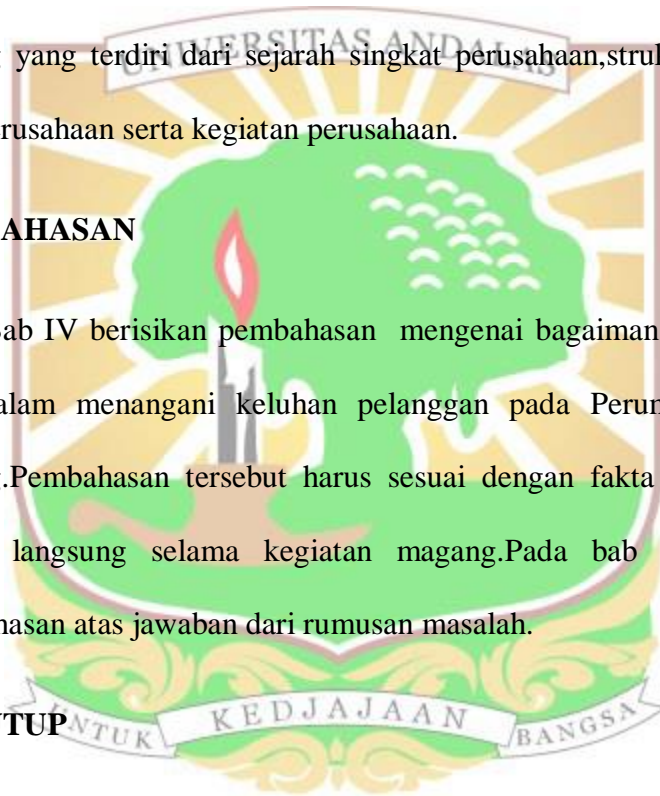 yang terdiri dari sejarah singkat perusahaan,struk
UNIVERSITAS ANDALAS
rusahaan serta kegiatan perusahaan.
AHASAN
ab IV berisikan pembahasan mengenai bagaiman
lam menangani keluhan pelanggan pada Perum
.Pembahasan tersebut harus sesuai dengan fakta
langsung selama kegiatan magang.Pada bab
hasan atas jawaban dari rumusan masalah.
TUP
UNTUK KEDJAJAAN BANGSA